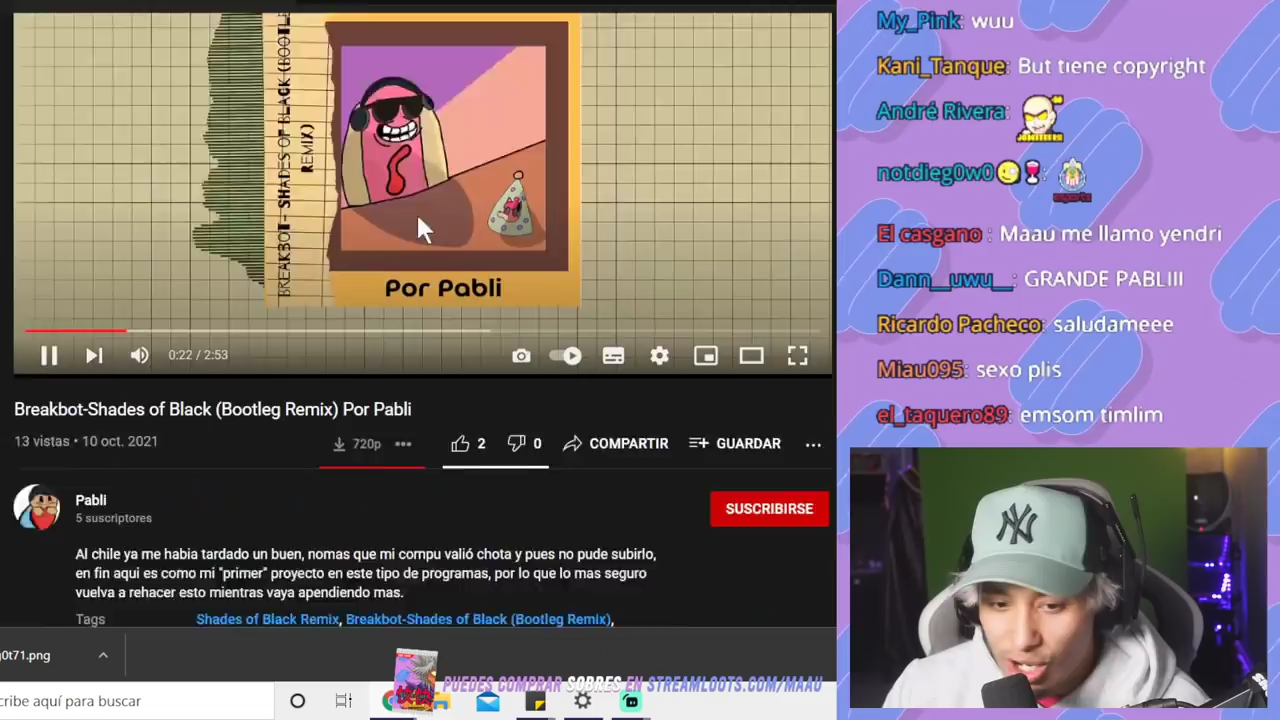 BREAKBOT- SHADES OF BLACK (BOOTLEG
REMIX)
Por Pabli
0:22 / 2:53
Breakbot-Shades of Black (Bootleg Remix) Por Pabli
13 vistas • 10 oct. 2021
720p
2
0
COMPARTIR
GUARDAR
Pabli
5 suscriptores
SUSCRIBIRSE
Al chile ya me habia tardado un buen, nomas que mi compu valió chota y pues no pude subirlo,
en fin aqui es como mi "primer" proyecto en este tipo de programas, por lo que lo mas seguro
vuelva a rehacer esto mientras vaya apendiendo mas.
Tags
Shades of Black Remix, Breakbot-Shades of Black (Bootleg Remix),
g0t71.png
PUEDES COMPRAR SOBRES EN STREAMLOOTS.COM/MAAU
cribe aquí para buscar
My_Pink: wuu
Kani_Tanque: But tiene copyright
André Rivera:
notdieg0w0:
El casgano : Maau me llamo yendri
Dann__uwu__: GRANDE PABLIII
Ricardo Pacheco: saludameee
Miau095: sexo plis
el_taquero89: emsom timlim
NY